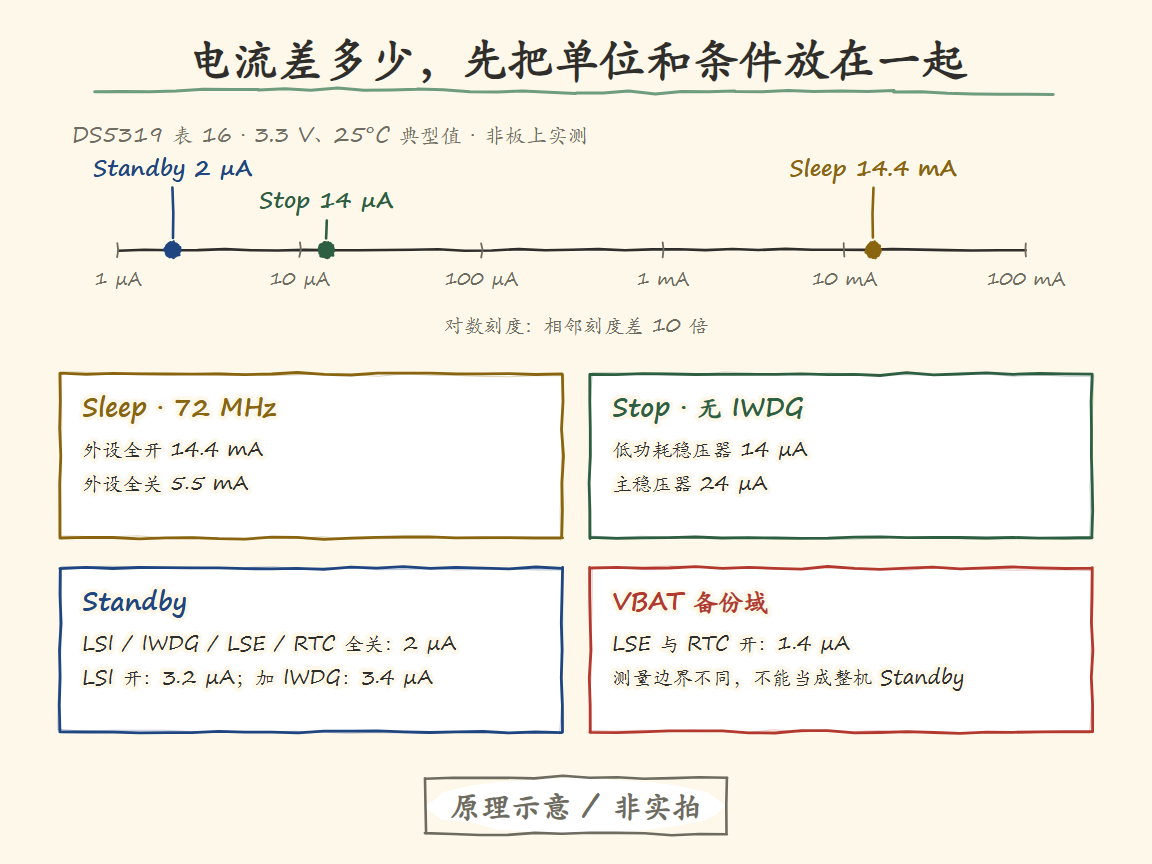 电流差多少，先把单位和条件放在一起
DS5319 表 16 · 3.3 V、25°C 典型值 · 非板上实测
Standby 2 µA
Sleep 14.4 mA
Stop 14 µA
1 µA
10 µA
100 µA
1 mA
10 mA
100 mA
对数刻度：相邻刻度差 10 倍
Sleep · 72 MHz
外设全开 14.4 mA
外设全关 5.5 mA
Stop · 无 IWDG
低功耗稳压器 14 µA
主稳压器 24 µA
Standby
LSI / IWDG / LSE / RTC 全关：2 µA
LSI 开：3.2 µA；加 IWDG：3.4 µA
VBAT 备份域
LSE 与 RTC 开：1.4 µA
测量边界不同，不能当成整机 Standby
原理示意 / 非实拍